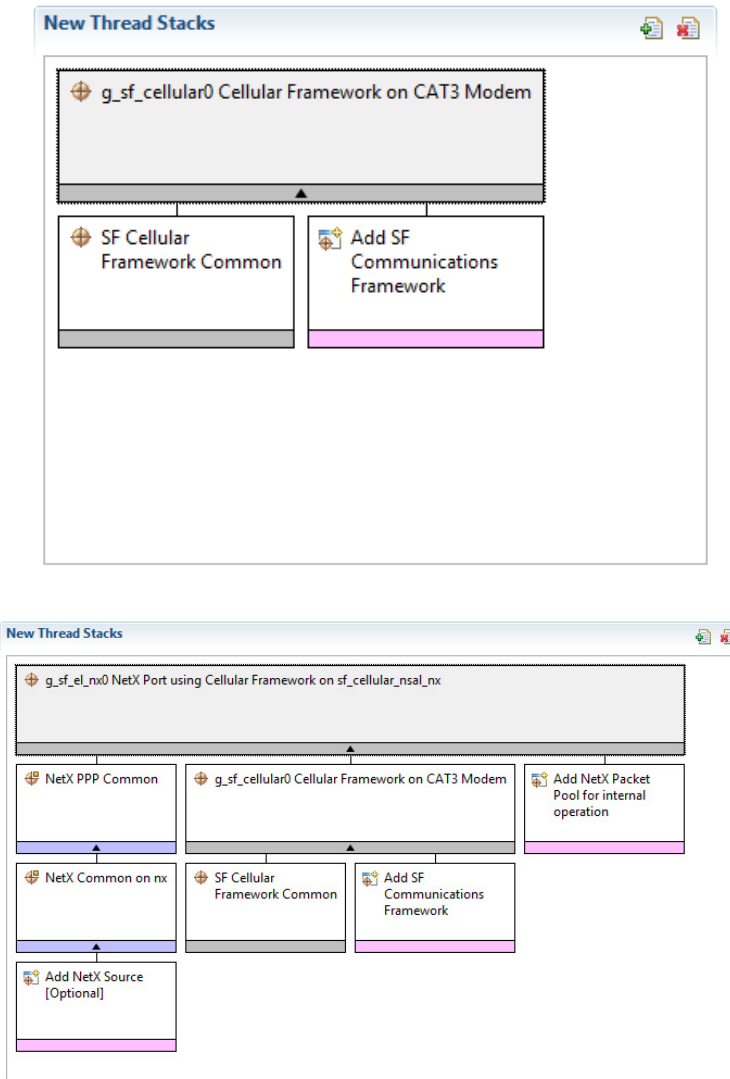 New Thread Stacks
g_sf_cellular0 Cellular Framework on CAT3 Modem
SF Cellular
Framework Common
Add SF
Communications
Framework
New Thread Stacks
g_sf_el_nx0 NetX Port using Cellular Framework on sf_cellular_nsal_nx
NetX PPP Common
g_sf_cellular0 Cellular Framework on CAT3 Modem
Add NetX Packet
Pool for internal
operation
NetX Common on nx
SF Cellular
Framework Common
Add SF
Communications
Framework
Add NetX Source
[Optional]